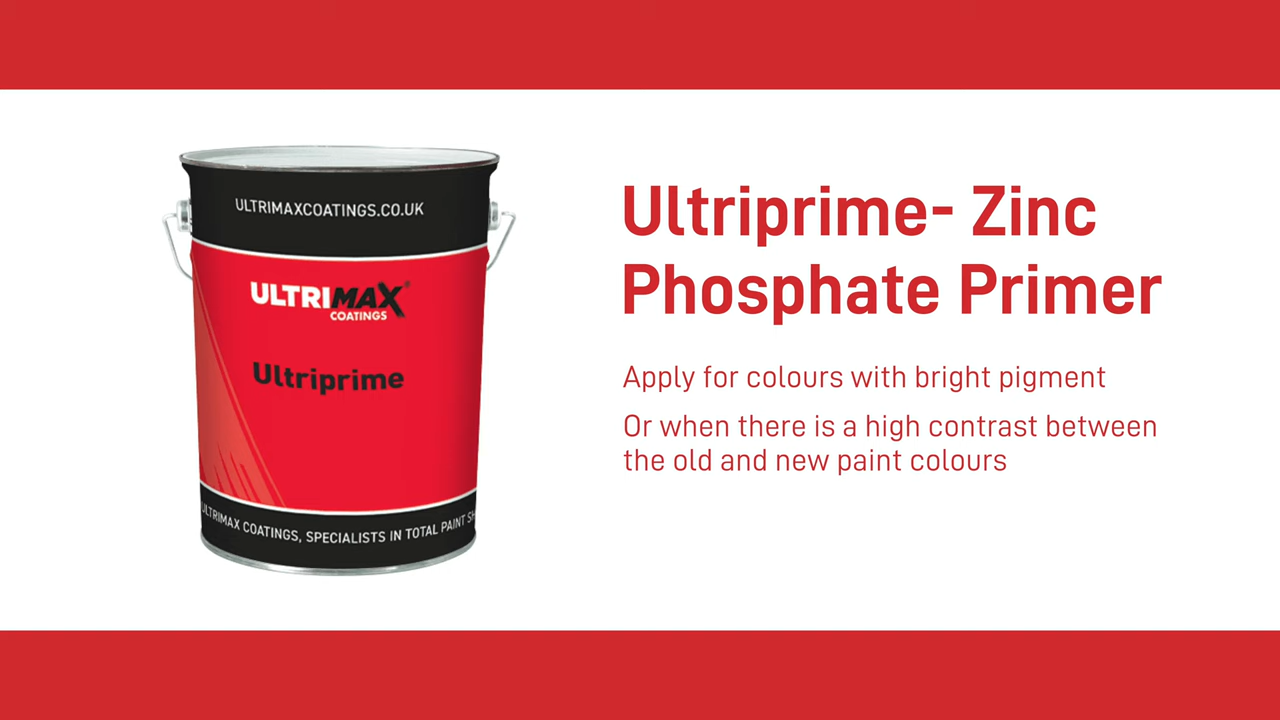 ULTRIMAXCOATINGS.CO.UK
ULTRIMAX®
COATINGS
Ultriprime
ULTRIMAX COATINGS, SPECIALISTS IN TOTAL PAINT
Ultriprime- Zinc
Phosphate Primer
Apply for colours with bright pigment
Or when there is a high contrast between
the old and new paint colours